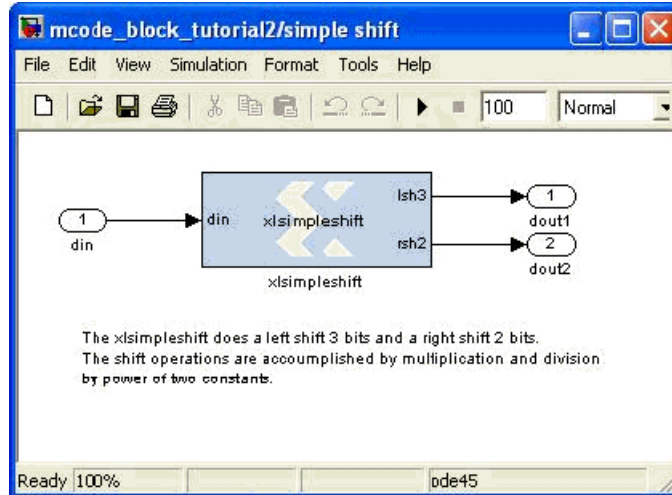 mcode_block_tutorial2/simple shift
File Edit View Simulation Format Tools Help
100 Normal
1
din
din xlsimpleshift lsh3
rsh2
xlsimpleshift
1
dout1
2
dout2
The xlsimpleshift does a left shift 3 bits and a right shift 2 bits.
The shift operations are accoumplished by multiplication and division
by power of two constants.
Ready 100% ode45